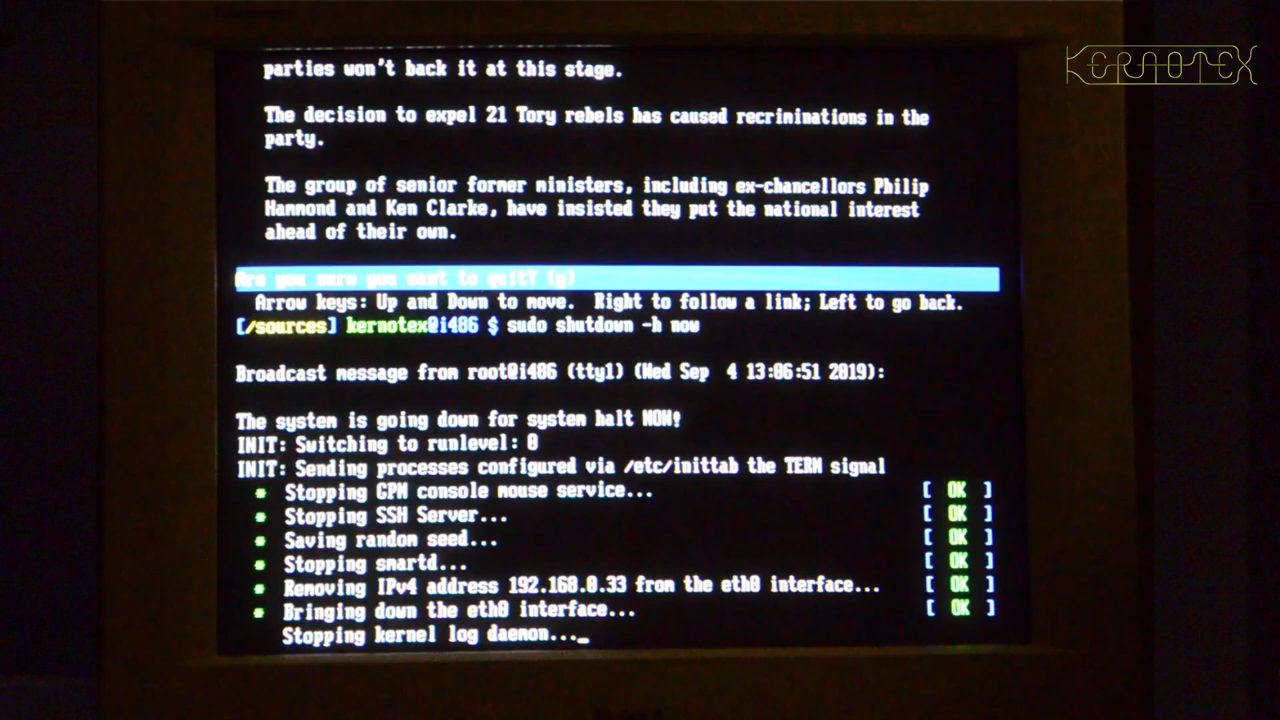 KERNOTEX
parties won't back it at this stage.
The decision to expel 21 Tory rebels has caused recriminations in the
party.
The group of senior former ministers, including ex-chancellors Philip
Hammond and Ken Clarke, have insisted they put the national interest
ahead of their own.
Are you sure you want to quit? (y)
Arrow keys: Up and Down to move.  Right to follow a link; Left to go back.
[/sources] kernotex@i486 $ sudo shutdown -h now
Broadcast message from root@i486 (tty1) (Wed Sep  4 13:06:51 2019):
The system is going down for system halt NOW!
INIT: Switching to runlevel: 0
INIT: Sending processes configured via /etc/inittab the TERM signal
* Stopping GPM console mouse service... [ OK ]
* Stopping SSH Server... [ OK ]
* Saving random seed... [ OK ]
* Stopping smartd... [ OK ]
* Removing IPv4 address 192.168.0.33 from the eth0 interface... [ OK ]
* Bringing down the eth0 interface... [ OK ]
Stopping kernel log daemon..._